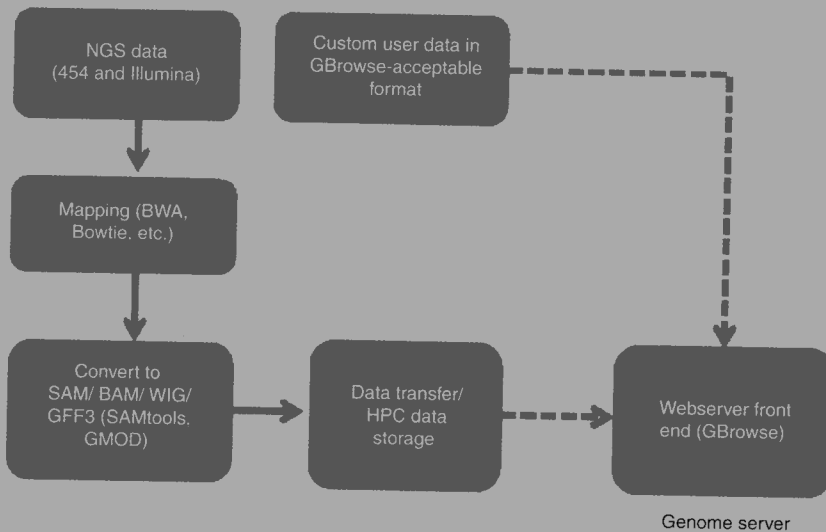 NGS data
(454 and Illumina)
Custom user data in
GBrowse-acceptable
format
Mapping (BWA,
Bowtie, etc.)
Convert to
SAM/ BAM/ WIG/
GFF3 (SAMtools,
GMOD)
Data transfer/
HPC data
storage
Webserver front
end (GBrowse)
Genome server